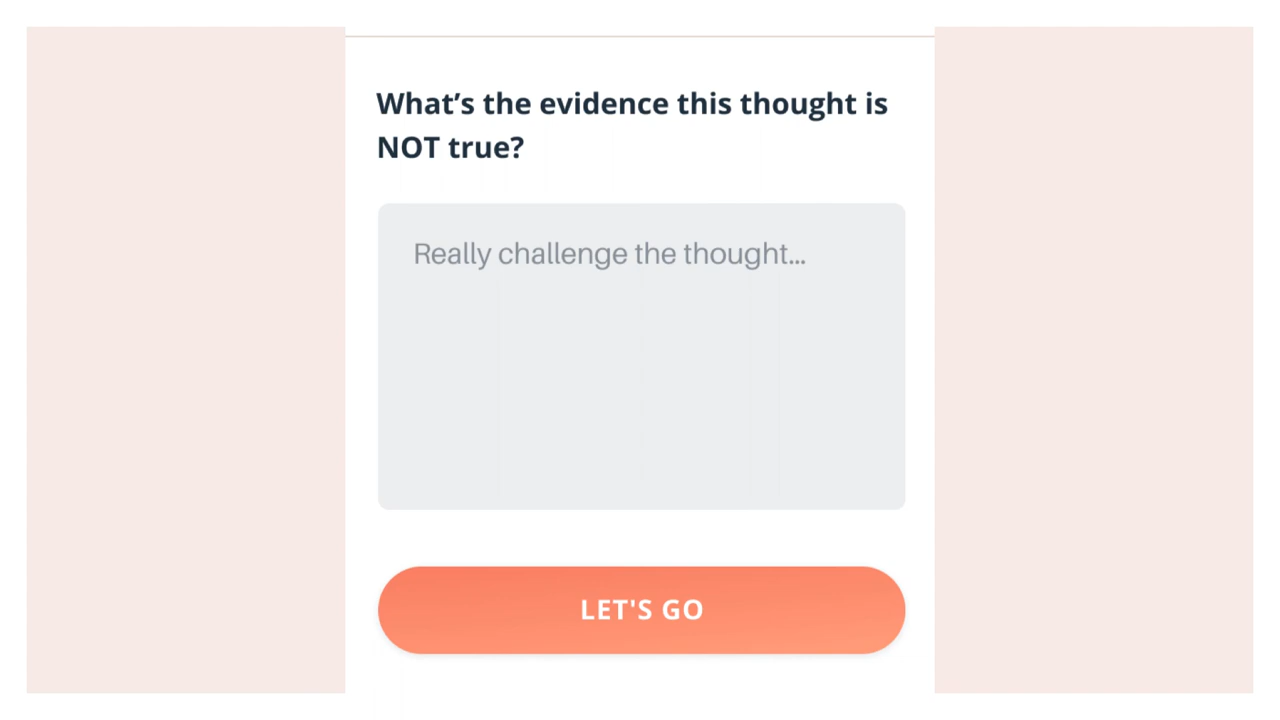 What’s the evidence this thought is
NOT true?
Really challenge the thought...
LET'S GO